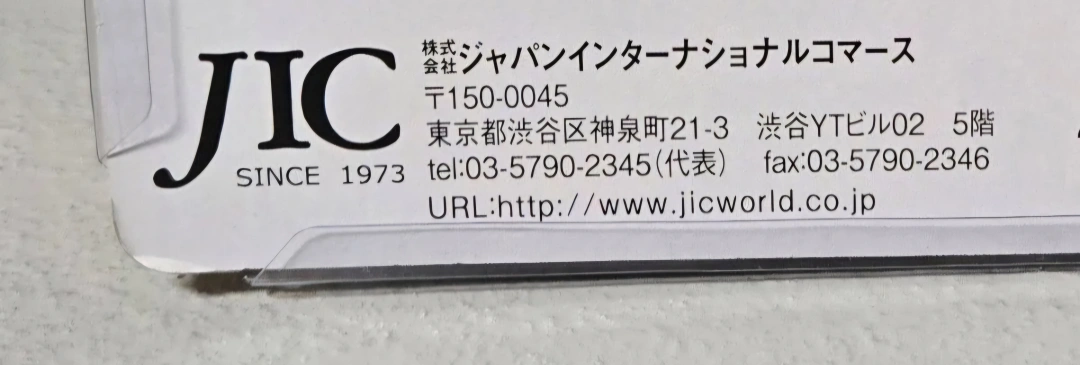 JIC
SINCE 1973
株式会社ジャパンインターナショナルコマース
〒150-0045
東京都渋谷区神泉町21-3　渋谷YTビル02　5階
tel:03-5790-2345(代表)　fax:03-5790-2346
URL:http://www.jicworld.co.jp